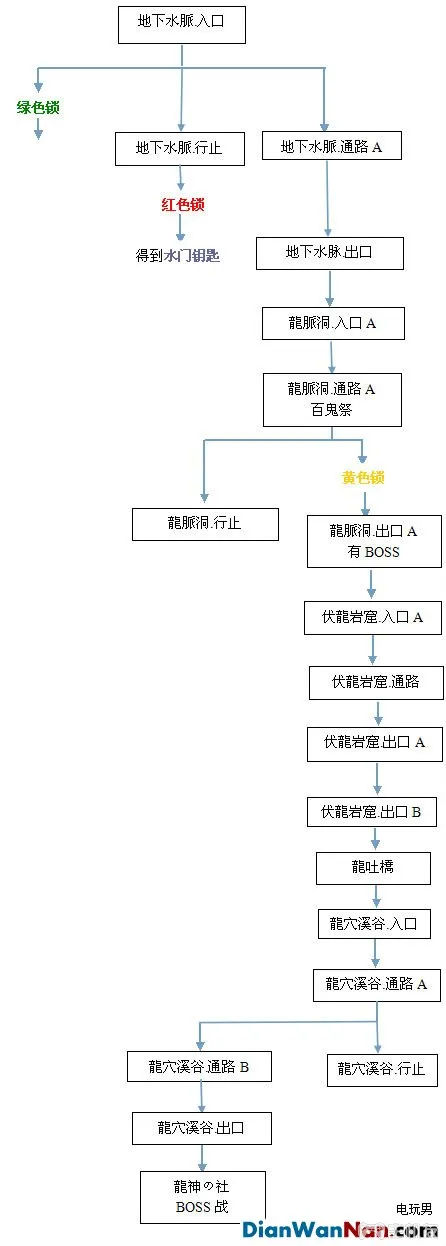 地下水脈.入口
绿色锁
地下水脈.行止
地下水脈.通路 A
红色锁
得到水门钥匙
地下水脉.出口
龍脈洞.入口 A
龍脈洞.通路 A
百鬼祭
黄色锁
龍脈洞.行止
龍脈洞.出口 A
有 BOSS
伏龍岩窟.入口 A
伏龍岩窟.通路
伏龍岩窟.出口 A
伏龍岩窟.出口 B
龍吐橋
龍穴溪谷.入口
龍穴溪谷.通路 A
龍穴溪谷.通路 B
龍穴溪谷.行止
龍穴溪谷.出口
龍神の社
BOSS 战
电玩男
DianWanNan.com